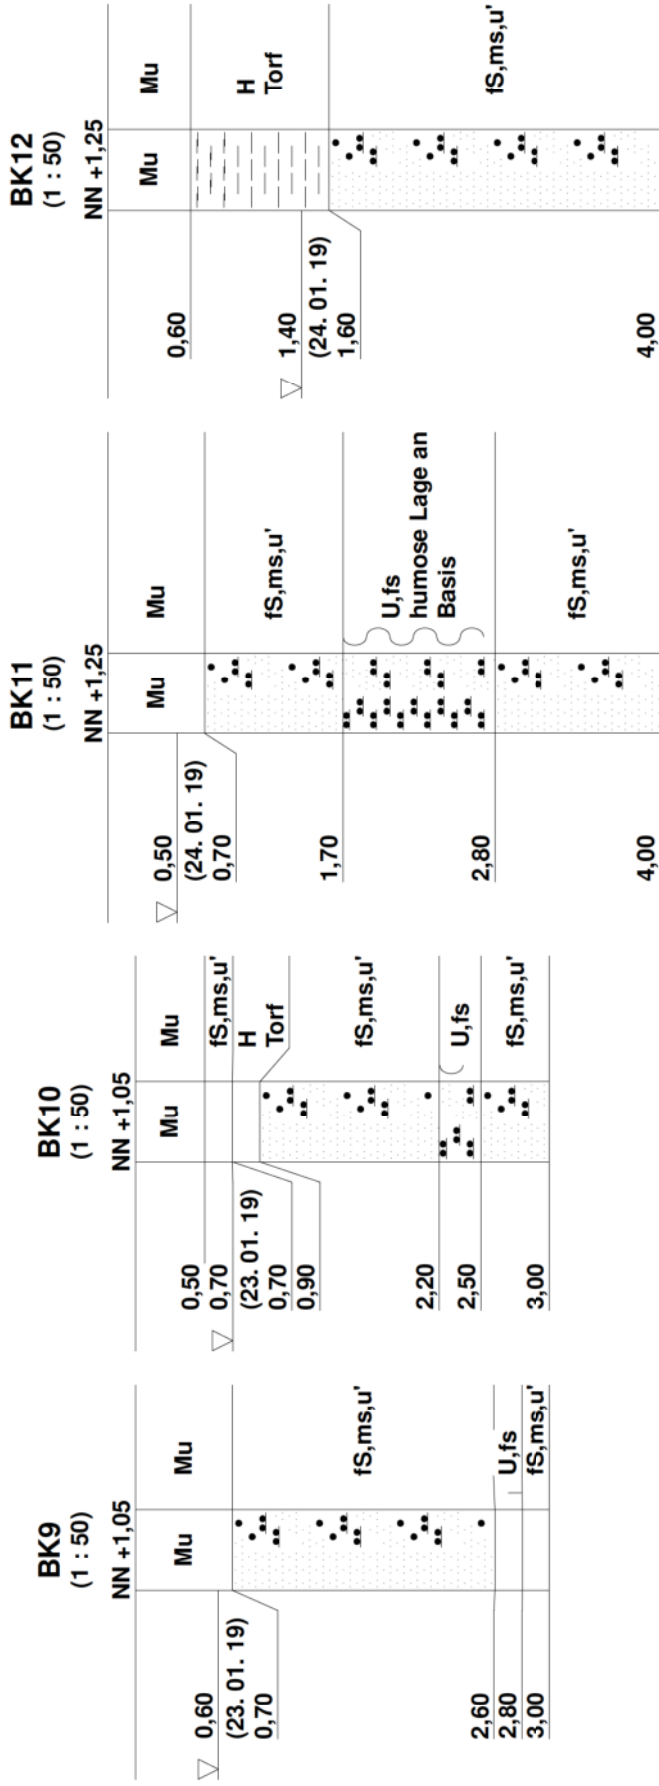 BK9
(1 : 50)
NN +1,05
Mu
Mu
0,60
(23. 01. 19)
0,70
fS,ms,u'
2,60
U,fs
2,80
fS,ms,u'
3,00
BK10
(1 : 50)
NN +1,05
Mu
Mu
0,50
fS,ms,u'
0,70
(23. 01. 19)
0,70
H
Torf
0,90
fS,ms,u'
2,20
U,fs
2,50
fS,ms,u'
3,00
BK11
(1 : 50)
NN +1,25
Mu
Mu
0,50
(24. 01. 19)
0,70
fS,ms,u'
1,70
U,fs
humose Lage an
Basis
2,80
fS,ms,u'
4,00
BK12
(1 : 50)
NN +1,25
Mu
Mu
0,60
H
Torf
1,40
(24. 01. 19)
1,60
fS,ms,u'
4,00